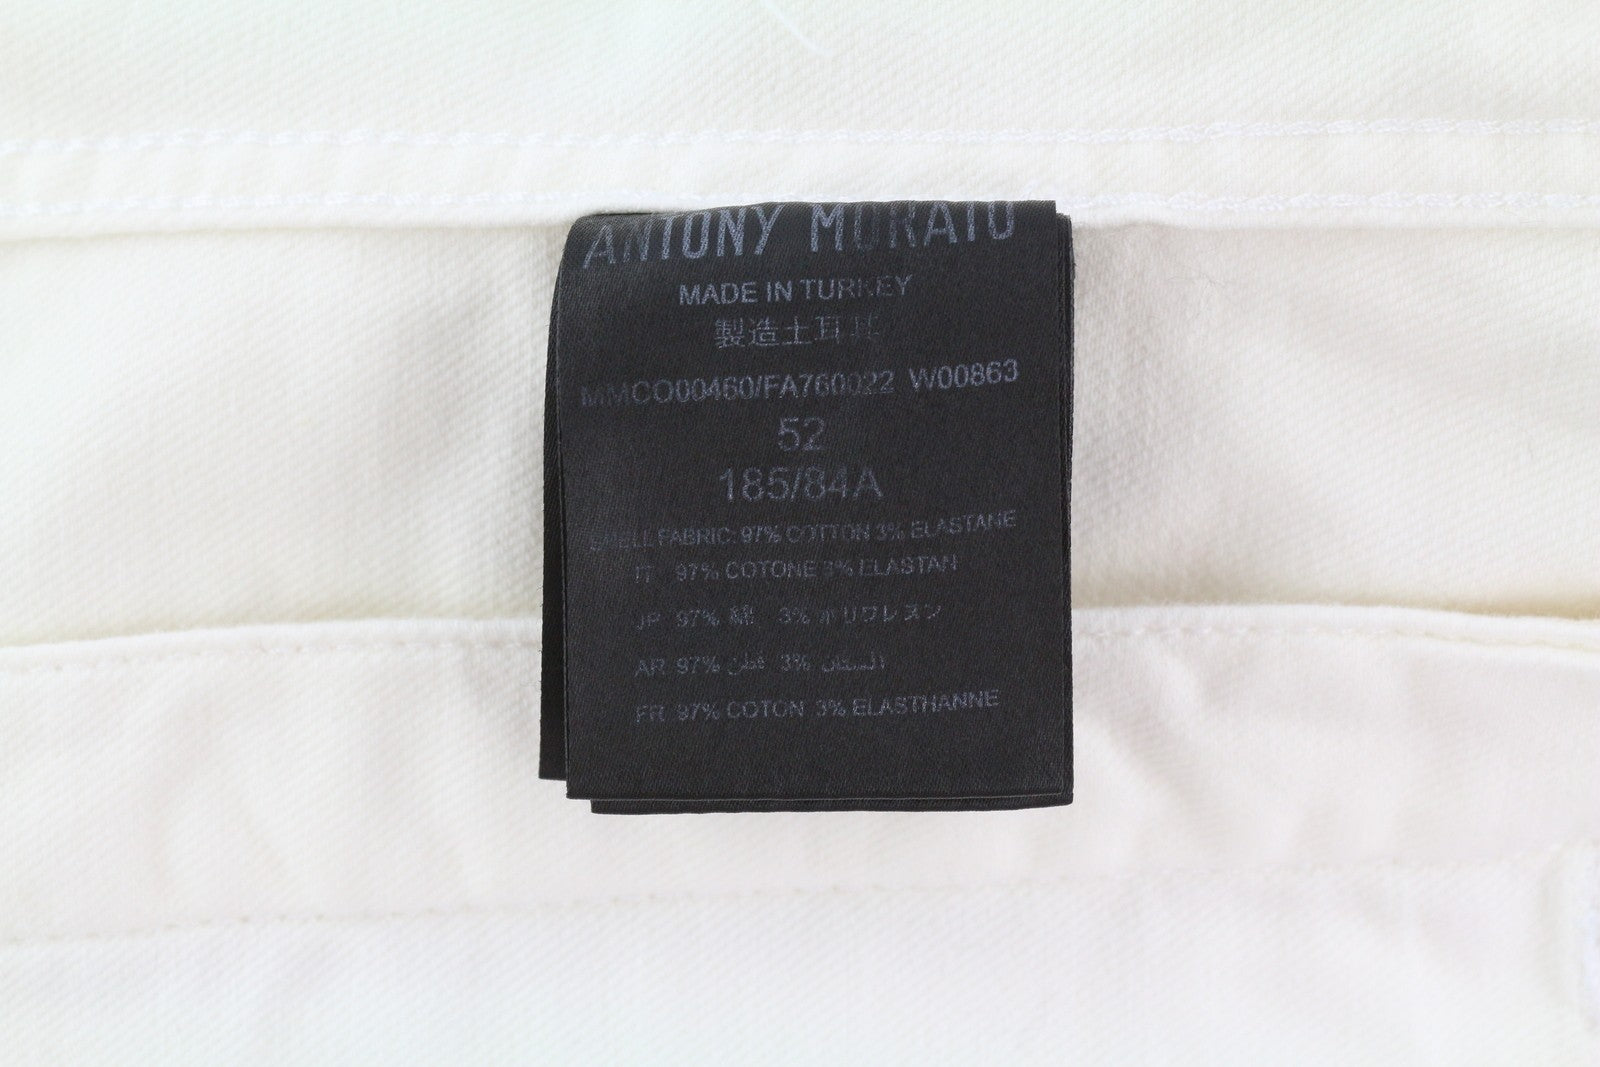 ANTONY MORATO
MADE IN TURKEY
製造土耳其
MMCO00460/FA760022 W00863
52
185/84A
SHELL FABRIC: 97% COTTON 3% ELASTANE
IT 97% COTONE 3% ELASTAN
JP 97% 綿 3% ポリウレタン
AR 97% قطن 3%
FR 97% COTON 3% ELASTHANNE